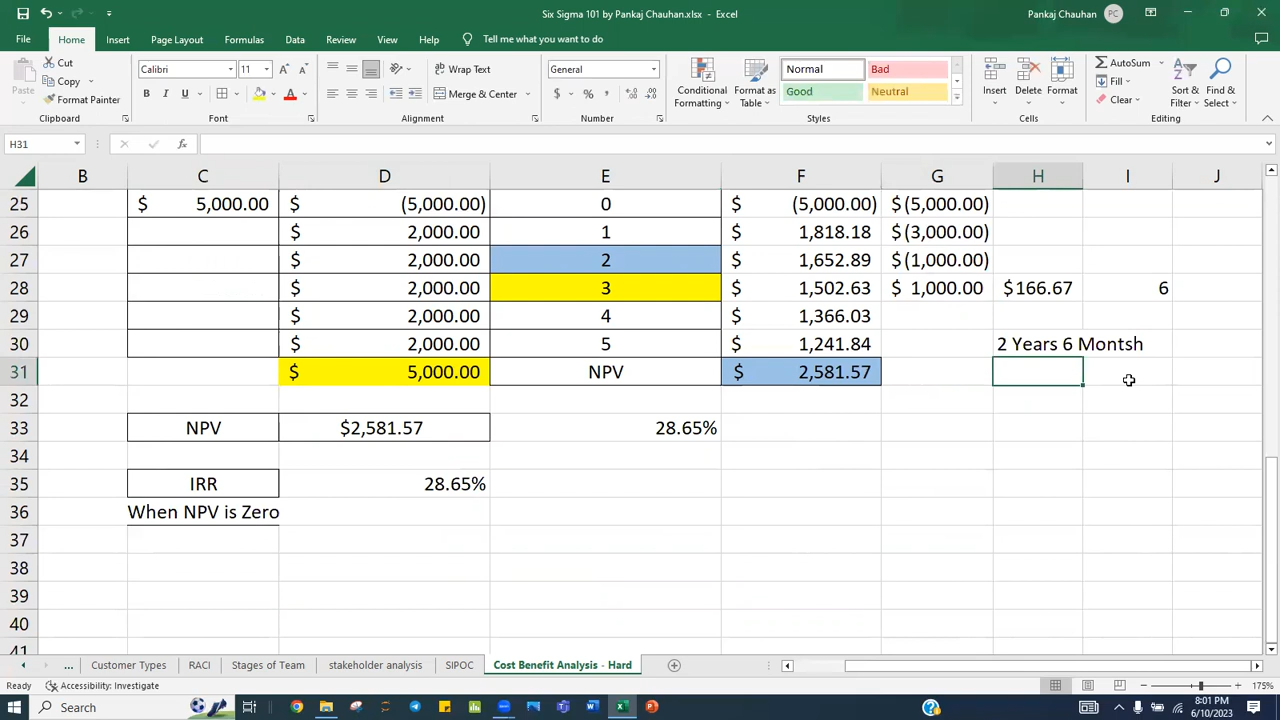 Six Sigma 101 by Pankaj Chauhan.xlsx - Excel
Pankaj Chauhan PC
File Home Insert Page Layout Formulas Data Review View Help Tell me what you want to do
Paste
Cut
Copy
Format Painter
Clipboard
Calibri 11 A A
B I U A
Font
Wrap Text
Merge & Center
Alignment
General
$ % ,
Number
Conditional Formatting
Format as Table
Normal Bad
Good Neutral
Styles
Insert Delete Format
Cells
AutoSum
Fill
Clear
Sort & Filter
Find & Select
Editing
H31 fx
B C D E F G H I J
25 $ 5,000.00 $ (5,000.00) 0 $ (5,000.00) $(5,000.00)
26 $ 2,000.00 1 $ 1,818.18 $(3,000.00)
27 $ 2,000.00 2 $ 1,652.89 $(1,000.00)
28 $ 2,000.00 3 $ 1,502.63 $ 1,000.00 $166.67 6
29 $ 2,000.00 4 $ 1,366.03
30 $ 2,000.00 5 $ 1,241.84 2 Years 6 Montsh
31 $ 5,000.00 NPV $ 2,581.57
32
33 NPV $2,581.57 28.65%
34
35 IRR 28.65%
36 When NPV is Zero
37
38
39
40
41
... Customer Types RACI Stages of Team stakeholder analysis SIPOC Cost Benefit Analysis - Hard
Ready Accessibility: Investigate 175%
Search
8:01 PM
6/10/2023